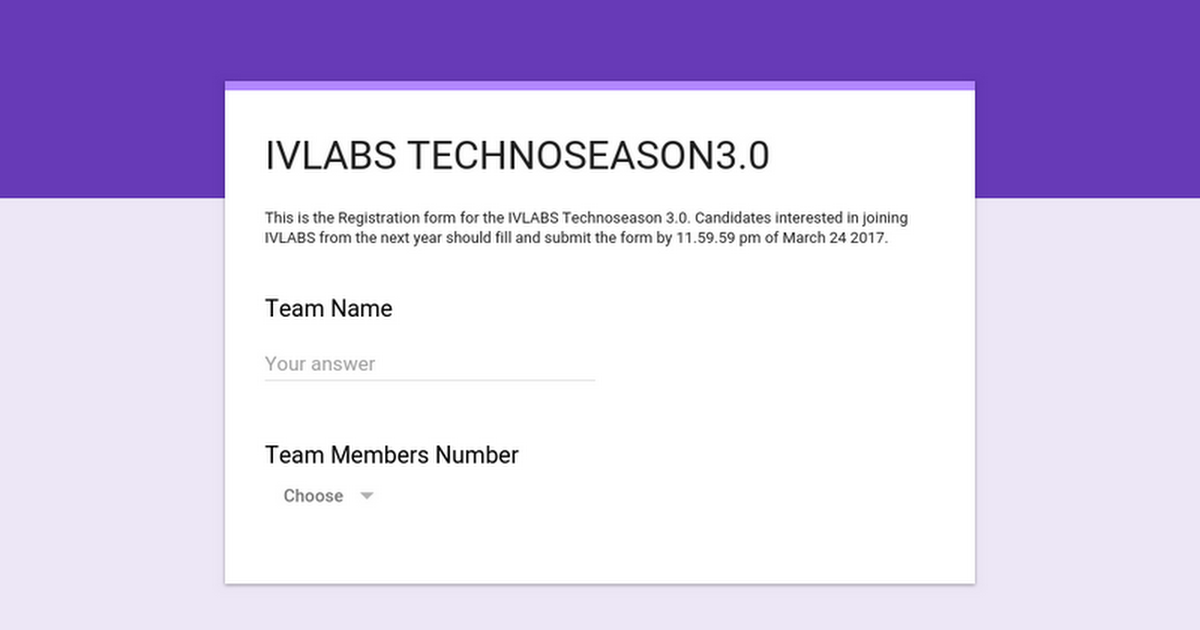 IVLABS TECHNOSEASON3.0
This is the Registration form for the IVLABS Technoseason 3.0. Candidates interested in joining
IVLABS from the next year should fill and submit the form by 11.59.59 pm of March 24 2017.
Team Name
Your answer
Team Members Number
Choose